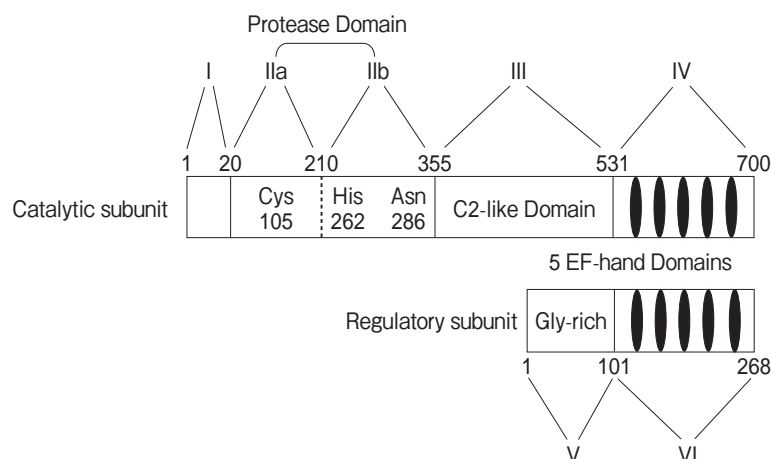 Protease Domain
I IIa IIb III IV
1 20 210 355 531 700
Catalytic subunit
Cys His Asn C2-like Domain
105 262 286
5 EF-hand Domains
Regulatory subunit Gly-rich
1 101 268
V VI